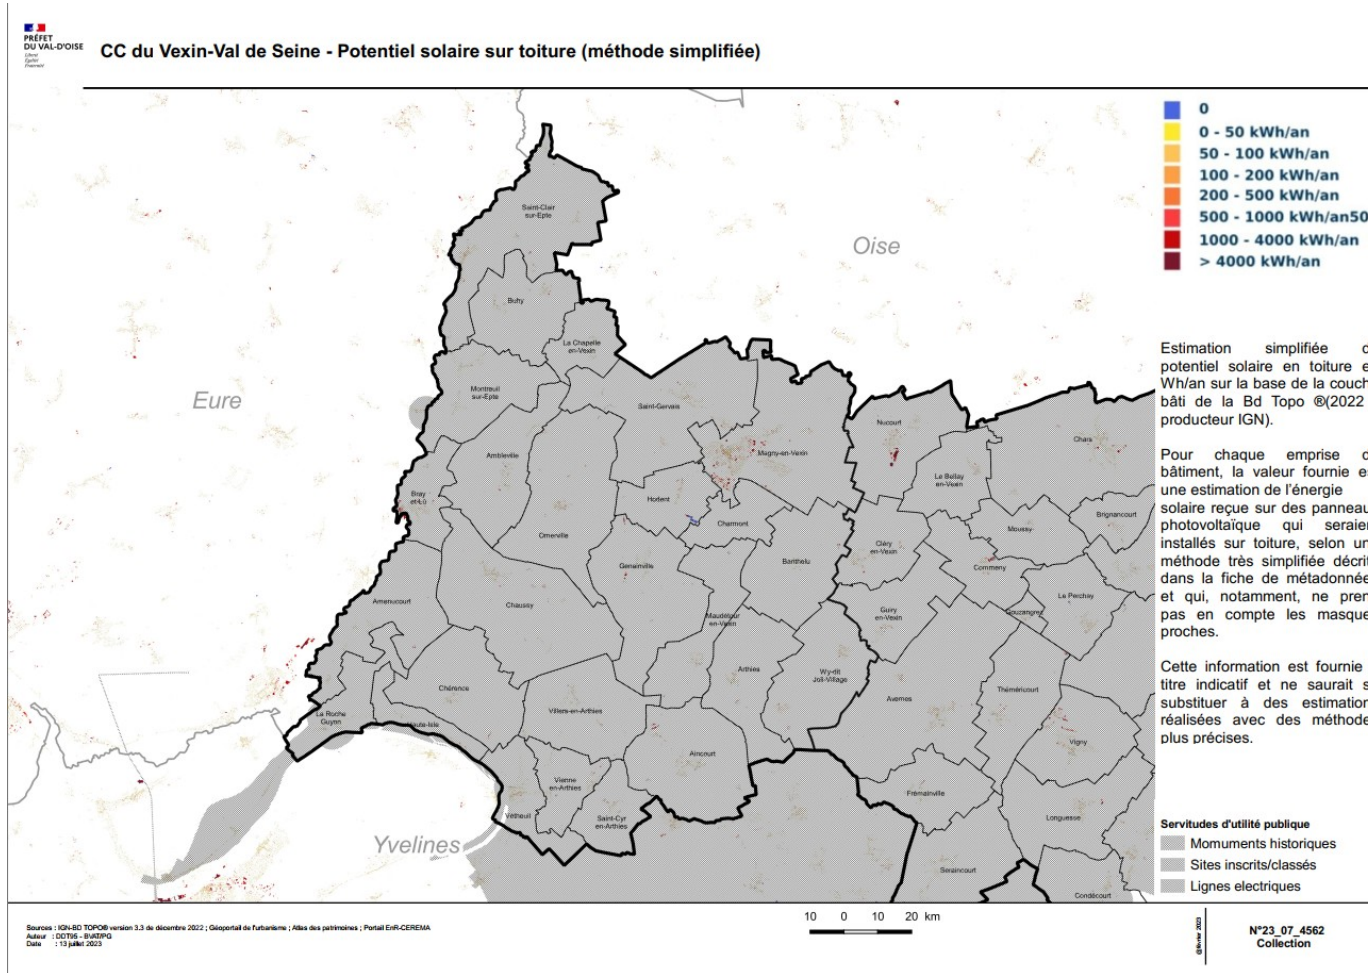 PRÉFET
DU VAL-D'OISE
Liberté
Égalité
Fraternité
CC du Vexin-Val de Seine - Potentiel solaire sur toiture (méthode simplifiée)
0
0 - 50 kWh/an
50 - 100 kWh/an
100 - 200 kWh/an
200 - 500 kWh/an
500 - 1000 kWh/an50
1000 - 4000 kWh/an
> 4000 kWh/an
Oise
Eure
Yvelines
Saint-Clair
sur-Epte
Buhy
La Chapelle
en-Vexin
Montreuil
sur-Epte
Saint-Gervais
Nucourt
Chars
Ambleville
Magny-en-Vexin
Le Bellay
en-Vexin
Bray
et-Lû
Hodent
Charmont
Moussy
Brignancourt
Omerville
Cléry
en-Vexin
Genainville
Banthelu
Commeny
Le Perchay
Amenucourt
Chaussy
Maudétour
en-Vexin
Guiry
en-Vexin
Gouzangrez
Arthies
Wy-dit
Joli-Village
Avernes
Théméricourt
Chérence
La Roche
Guyon
Haute-Isle
Villers-en-Arthies
Vigny
Aincourt
Vienne
en-Arthies
Frémainville
Vétheuil
Saint-Cyr
en-Arthies
Longuesse
Seraincourt
Condécourt
Estimation simplifiée d
potentiel solaire en toiture e
Wh/an sur la base de la couch
bâti de la Bd Topo ®(2022
producteur IGN).
Pour chaque emprise d
bâtiment, la valeur fournie es
une estimation de l'énergie
solaire reçue sur des panneau
photovoltaïque qui seraien
installés sur toiture, selon un
méthode très simplifiée décrit
dans la fiche de métadonnée
et qui, notamment, ne pren
pas en compte les masque
proches.
Cette information est fournie
titre indicatif et ne saurait s
substituer à des estimation
réalisées avec des méthode
plus précises.
Servitudes d'utilité publique
Momuments historiques
Sites inscrits/classés
Lignes electriques
10 0 10 20 km
Sources : IGN-BD TOPO® version 3.3 de décembre 2022 ; Géoportail de l'urbanisme ; Atlas des patrimoines ; Portail EnR-CEREMA
Auteur : DDT95 - BVAT/PG
Date : 13 juillet 2023
@février 2023
N°23_07_4562
Collection